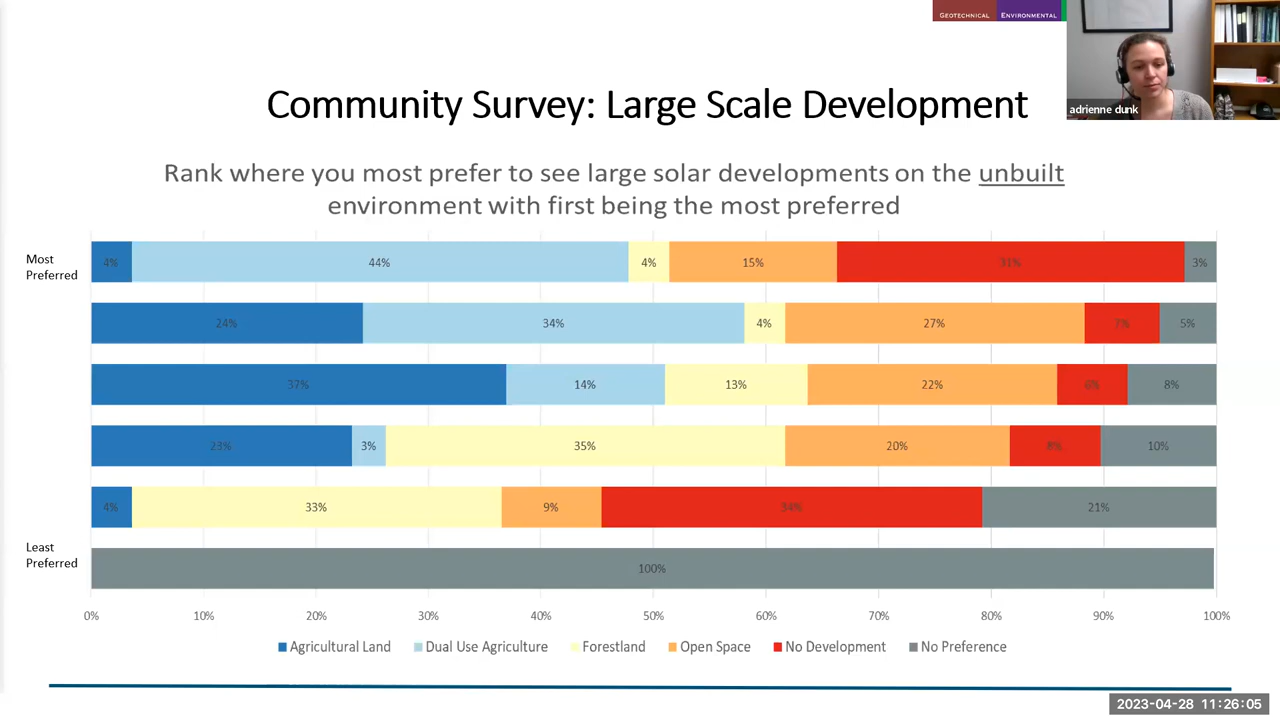 GEOTECHNICAL ENVIRONMENTAL
adrienne dunk
Community Survey: Large Scale Development
Rank where you most prefer to see large solar developments on the unbuilt
environment with first being the most preferred
Most
Preferred
4% 44% 4% 15% 31% 3%
24% 34% 4% 27% 7% 5%
37% 14% 13% 22% 6% 8%
23% 3% 35% 20% 8% 10%
4% 33% 9% 34% 21%
Least
Preferred
100%
0% 10% 20% 30% 40% 50% 60% 70% 80% 90% 100%
Agricultural Land Dual Use Agriculture Forestland Open Space No Development No Preference
2023-04-28 11:26:05